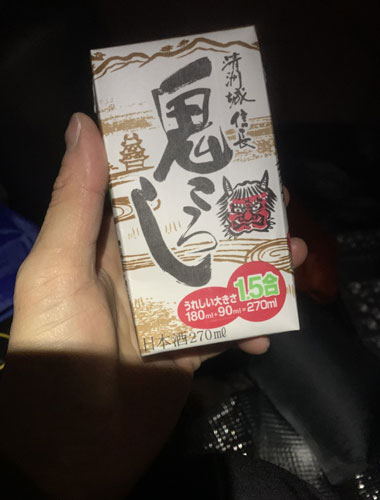 清洲城信長
鬼ころし
うれしい大きさ
1.5合
180ml+90ml=270ml
日本酒270ml